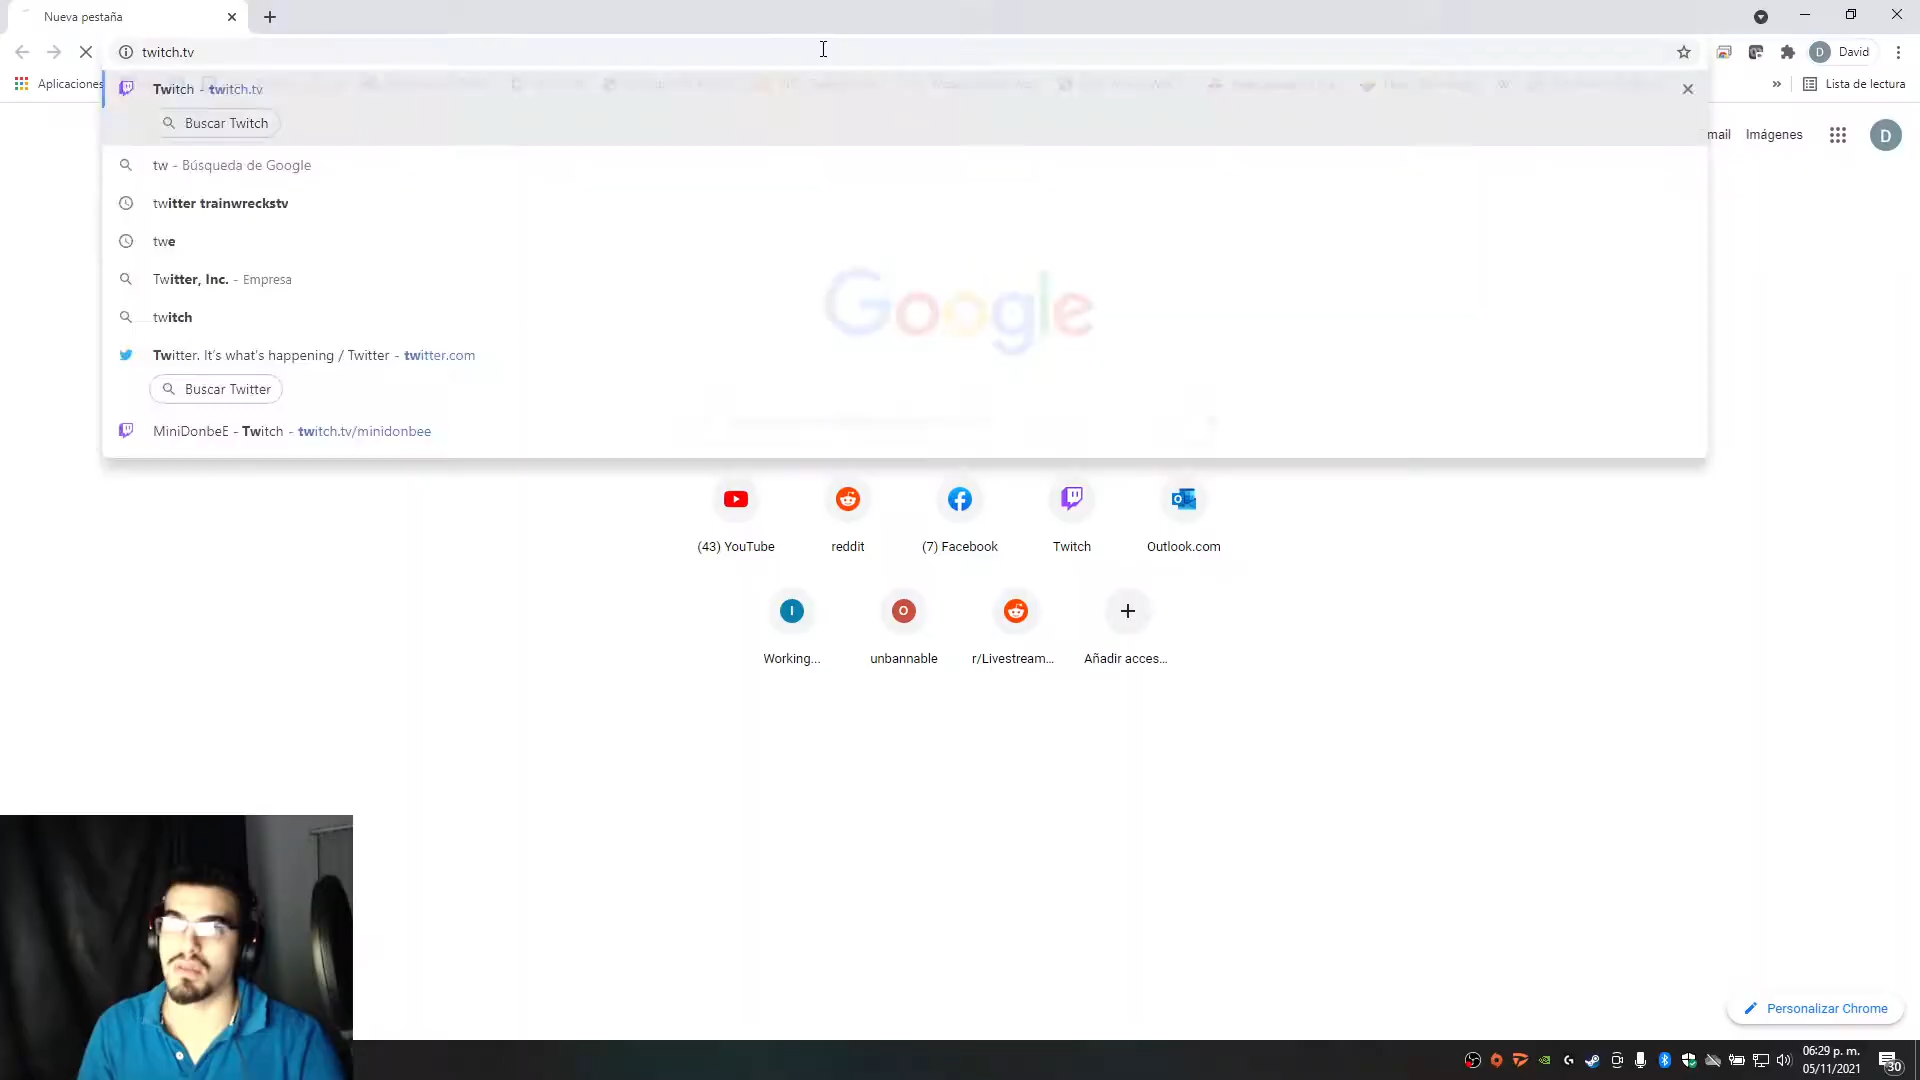 Nueva pestaña
twitch.tv
David
Aplicaciones
Twitch - twitch.tv
Lista de lectura
Buscar Twitch
mail
Imágenes
D
tw - Búsqueda de Google
twitter trainwreckstv
twe
Twitter, Inc. - Empresa
Google
twitch
Twitter. It's what's happening / Twitter - twitter.com
Buscar Twitter
MiniDonbeE - Twitch - twitch.tv/minidonbee
(43) YouTube
reddit
(7) Facebook
Twitch
Outlook.com
I
O
Working...
unbannable
r/Livestream...
Añadir acces...
Personalizar Chrome
06:29 p. m.
05/11/2021
30